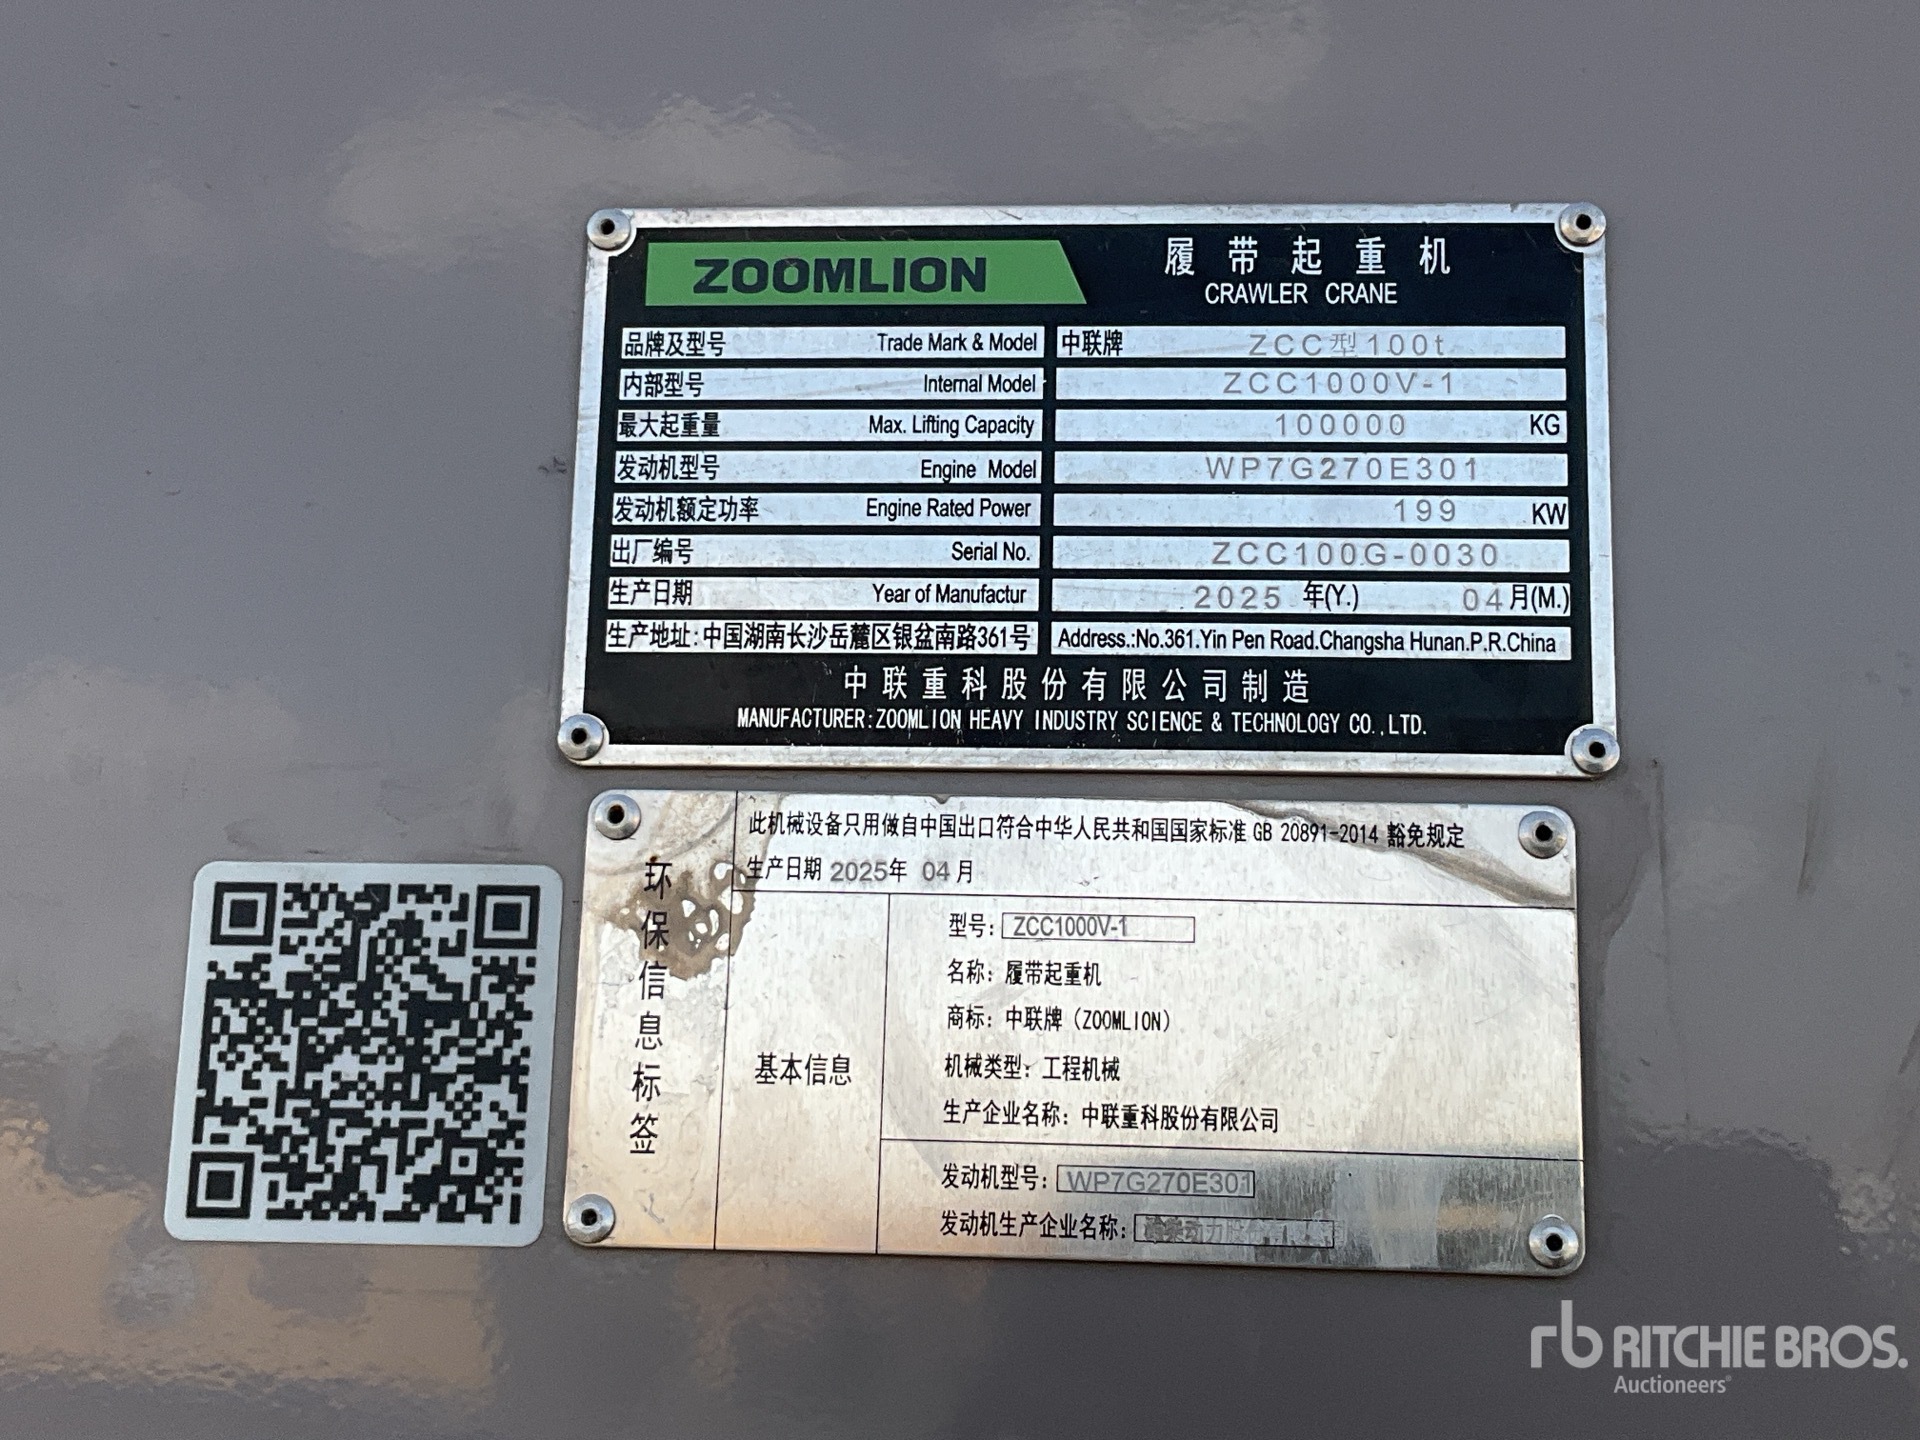 ZOOMLION
履带起重机
CRAWLER CRANE
品牌及型号 Trade Mark & Model 中联牌 ZCC型100t
内部型号 Internal Model ZCC1000V-1
最大起重量 Max. Lifting Capacity 100000 KG
发动机型号 Engine Model WP7G270E301
发动机额定功率 Engine Rated Power 199 KW
出厂编号 Serial No. ZCC100G-0030
生产日期 Year of Manufactur 2025 年(Y.) 04 月(M.)
生产地址:中国湖南长沙岳麓区银盆南路361号 Address.:No.361.Yin Pen Road.Changsha Hunan.P.R.China
中联重科股份有限公司制造
MANUFACTURER:ZOOMLION HEAVY INDUSTRY SCIENCE & TECHNOLOGY CO.,LTD.
环保信息标签
此机械设备只用做自中国出口符合中华人民共和国国家标准 GB 20891-2014 豁免规定
生产日期 2025年 04 月
基本信息
型号: ZCC1000V-1
名称: 履带起重机
商标: 中联牌 (ZOOMLION)
机械类型: 工程机械
生产企业名称: 中联重科股份有限公司
发动机型号: WP7G270E301
发动机生产企业名称:
rb RITCHIE BROS.
Auctioneers